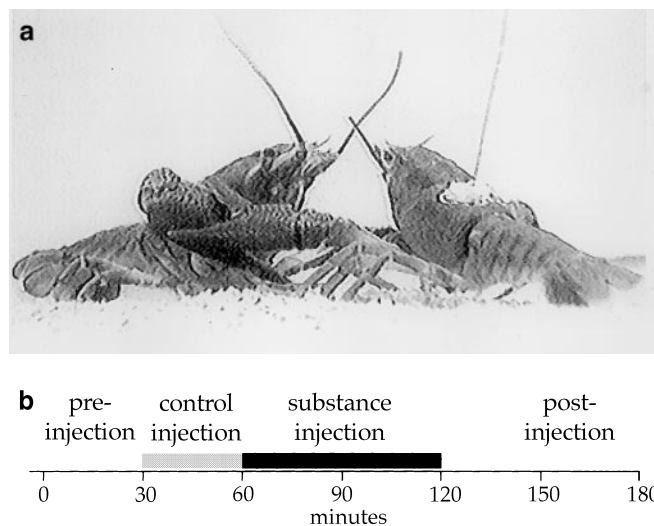 a
b
pre-
injection
control
injection
substance
injection
post-
injection
0 30 60 90 120 150 180
minutes